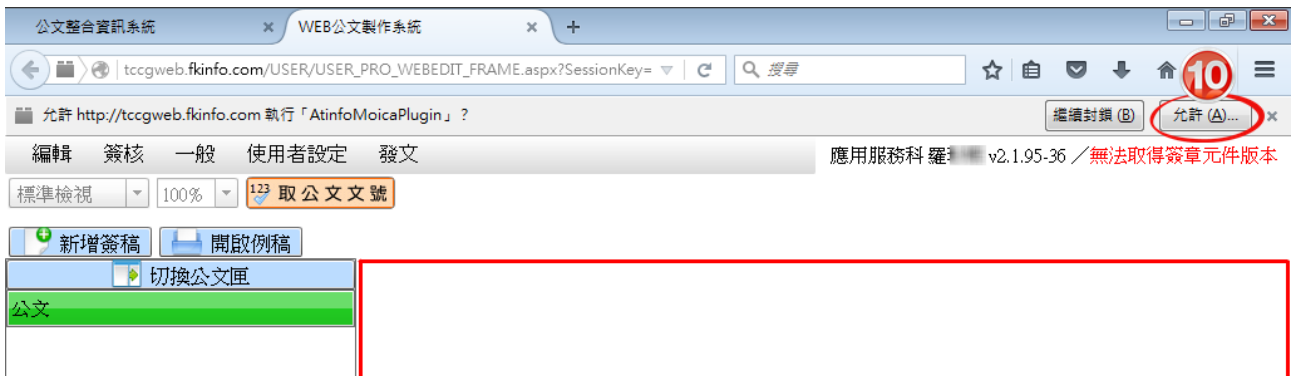 公文整合資訊系統 WEB公文製作系統
tccgweb.fkinfo.com/USER/USER_PRO_WEBEDIT_FRAME.aspx?SessionKey= 搜尋
10
允許 http://tccgweb.fkinfo.com 執行「AtinfoMoicaPlugin」? 繼續封鎖 (B) 允許 (A)...
編輯 簽核 一般 使用者設定 發文 應用服務科 羅 v2.1.95-36 ／無法取得簽章元件版本
標準檢視 100% 123 取公文文號
新增簽稿 開啟例稿
切換公文匣
公文